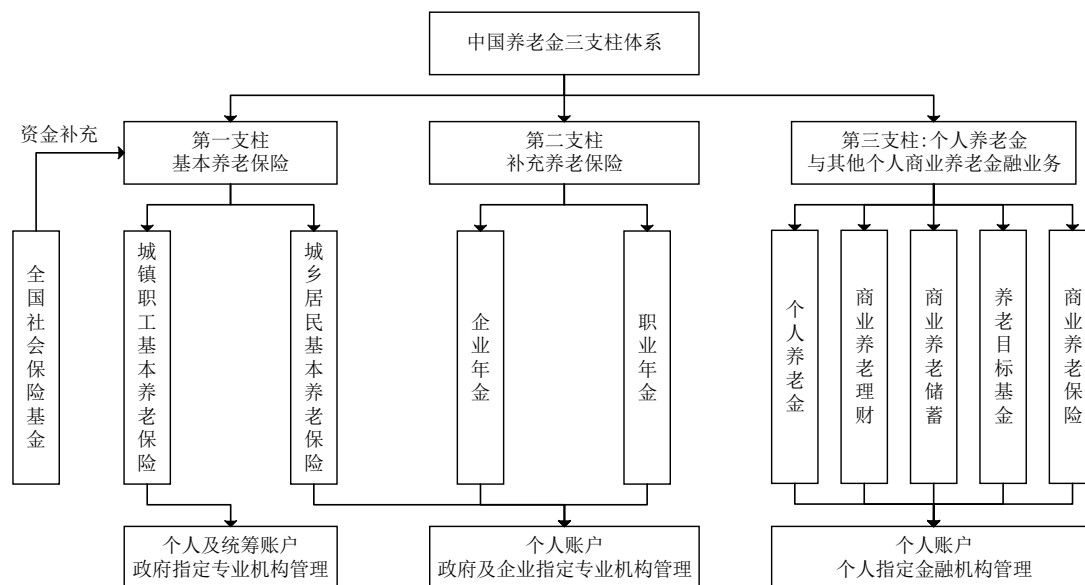 中国养老金三支柱体系
资金补充
第一支柱
基本养老保险
第二支柱
补充养老保险
第三支柱:个人养老金
与其他个人商业养老金融业务
全国社会保险基金
城镇职工基本养老保险
城乡居民基本养老保险
企业年金
职业年金
个人养老金
商业养老理财
商业养老储蓄
养老目标基金
商业养老保险
个人及统筹账户
政府指定专业机构管理
个人账户
政府及企业指定专业机构管理
个人账户
个人指定金融机构管理